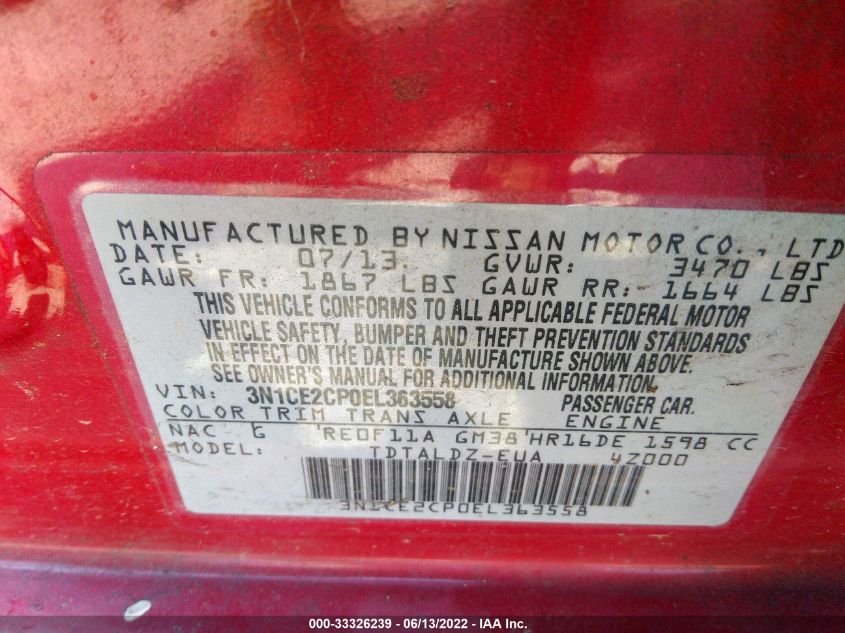 MANUFACTURED BY NISSAN MOTOR CO., LTD
DATE: 07/13. GVWR: 3470 LBS
GAWR FR: 1867 LBS GAWR RR: 1664 LBS
THIS VEHICLE CONFORMS TO ALL APPLICABLE FEDERAL MOTOR
VEHICLE SAFETY, BUMPER AND THEFT PREVENTION STANDARDS
IN EFFECT ON THE DATE OF MANUFACTURE SHOWN ABOVE.
SEE OWNER'S MANUAL FOR ADDITIONAL INFORMATION.
VIN: 3N1CE2CP0EL363558 PASSENGER CAR.
COLOR TRIM TRANS AXLE ENGINE
NAC G 'RE0F11A GM38'HR16DE 1598 CC
MODEL: TDTALDZ-EUA 4Z000
3N1CE2CP0EL363558
000-33326239 - 06/13/2022 - IAA Inc.